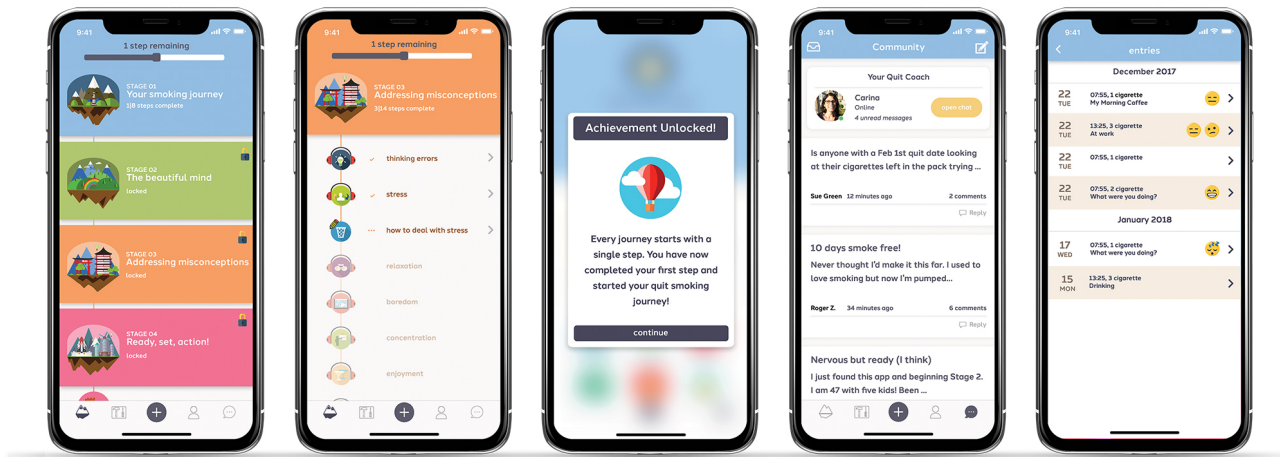 9:41
1 step remaining
STAGE 01
Your smoking journey
1|8 steps complete
STAGE 02
The beautiful mind
locked
STAGE 03
Addressing misconceptions
locked
STAGE 04
Ready, set, action!
locked
9:41
1 step remaining
STAGE 03
Addressing misconceptions
3|14 steps complete
thinking errors
stress
how to deal with stress
relaxation
boredom
concentration
enjoyment
9:41
Achievement Unlocked!
Every journey starts with a
single step. You have now
completed your first step and
started your quit smoking
journey!
continue
9:41
Community
Your Quit Coach
Carina
Online
4 unread messages
open chat
Is anyone with a Feb 1st quit date looking
at their cigarettes left in the pack trying ...
Sue Green 12 minutes ago 2 comments
Reply
10 days smoke free!
Never thought I'd make it this far. I used to
love smoking but now I'm pumped...
Roger Z. 34 minutes ago 6 comments
Reply
Nervous but ready (I think)
I just found this app and beginning Stage 2.
I am 47 with five kids! Been ...
9:41
entries
December 2017
22 07:55, 1 cigarette
TUE My Morning Coffee
22 13:25, 3 cigarette
TUE At work
22 07:55, 1 cigarette
TUE
22 07:55, 2 cigarette
TUE What were you doing?
January 2018
17 07:55, 1 cigarette
WED What were you doing?
15 13:25, 3 cigarette
MON Drinking